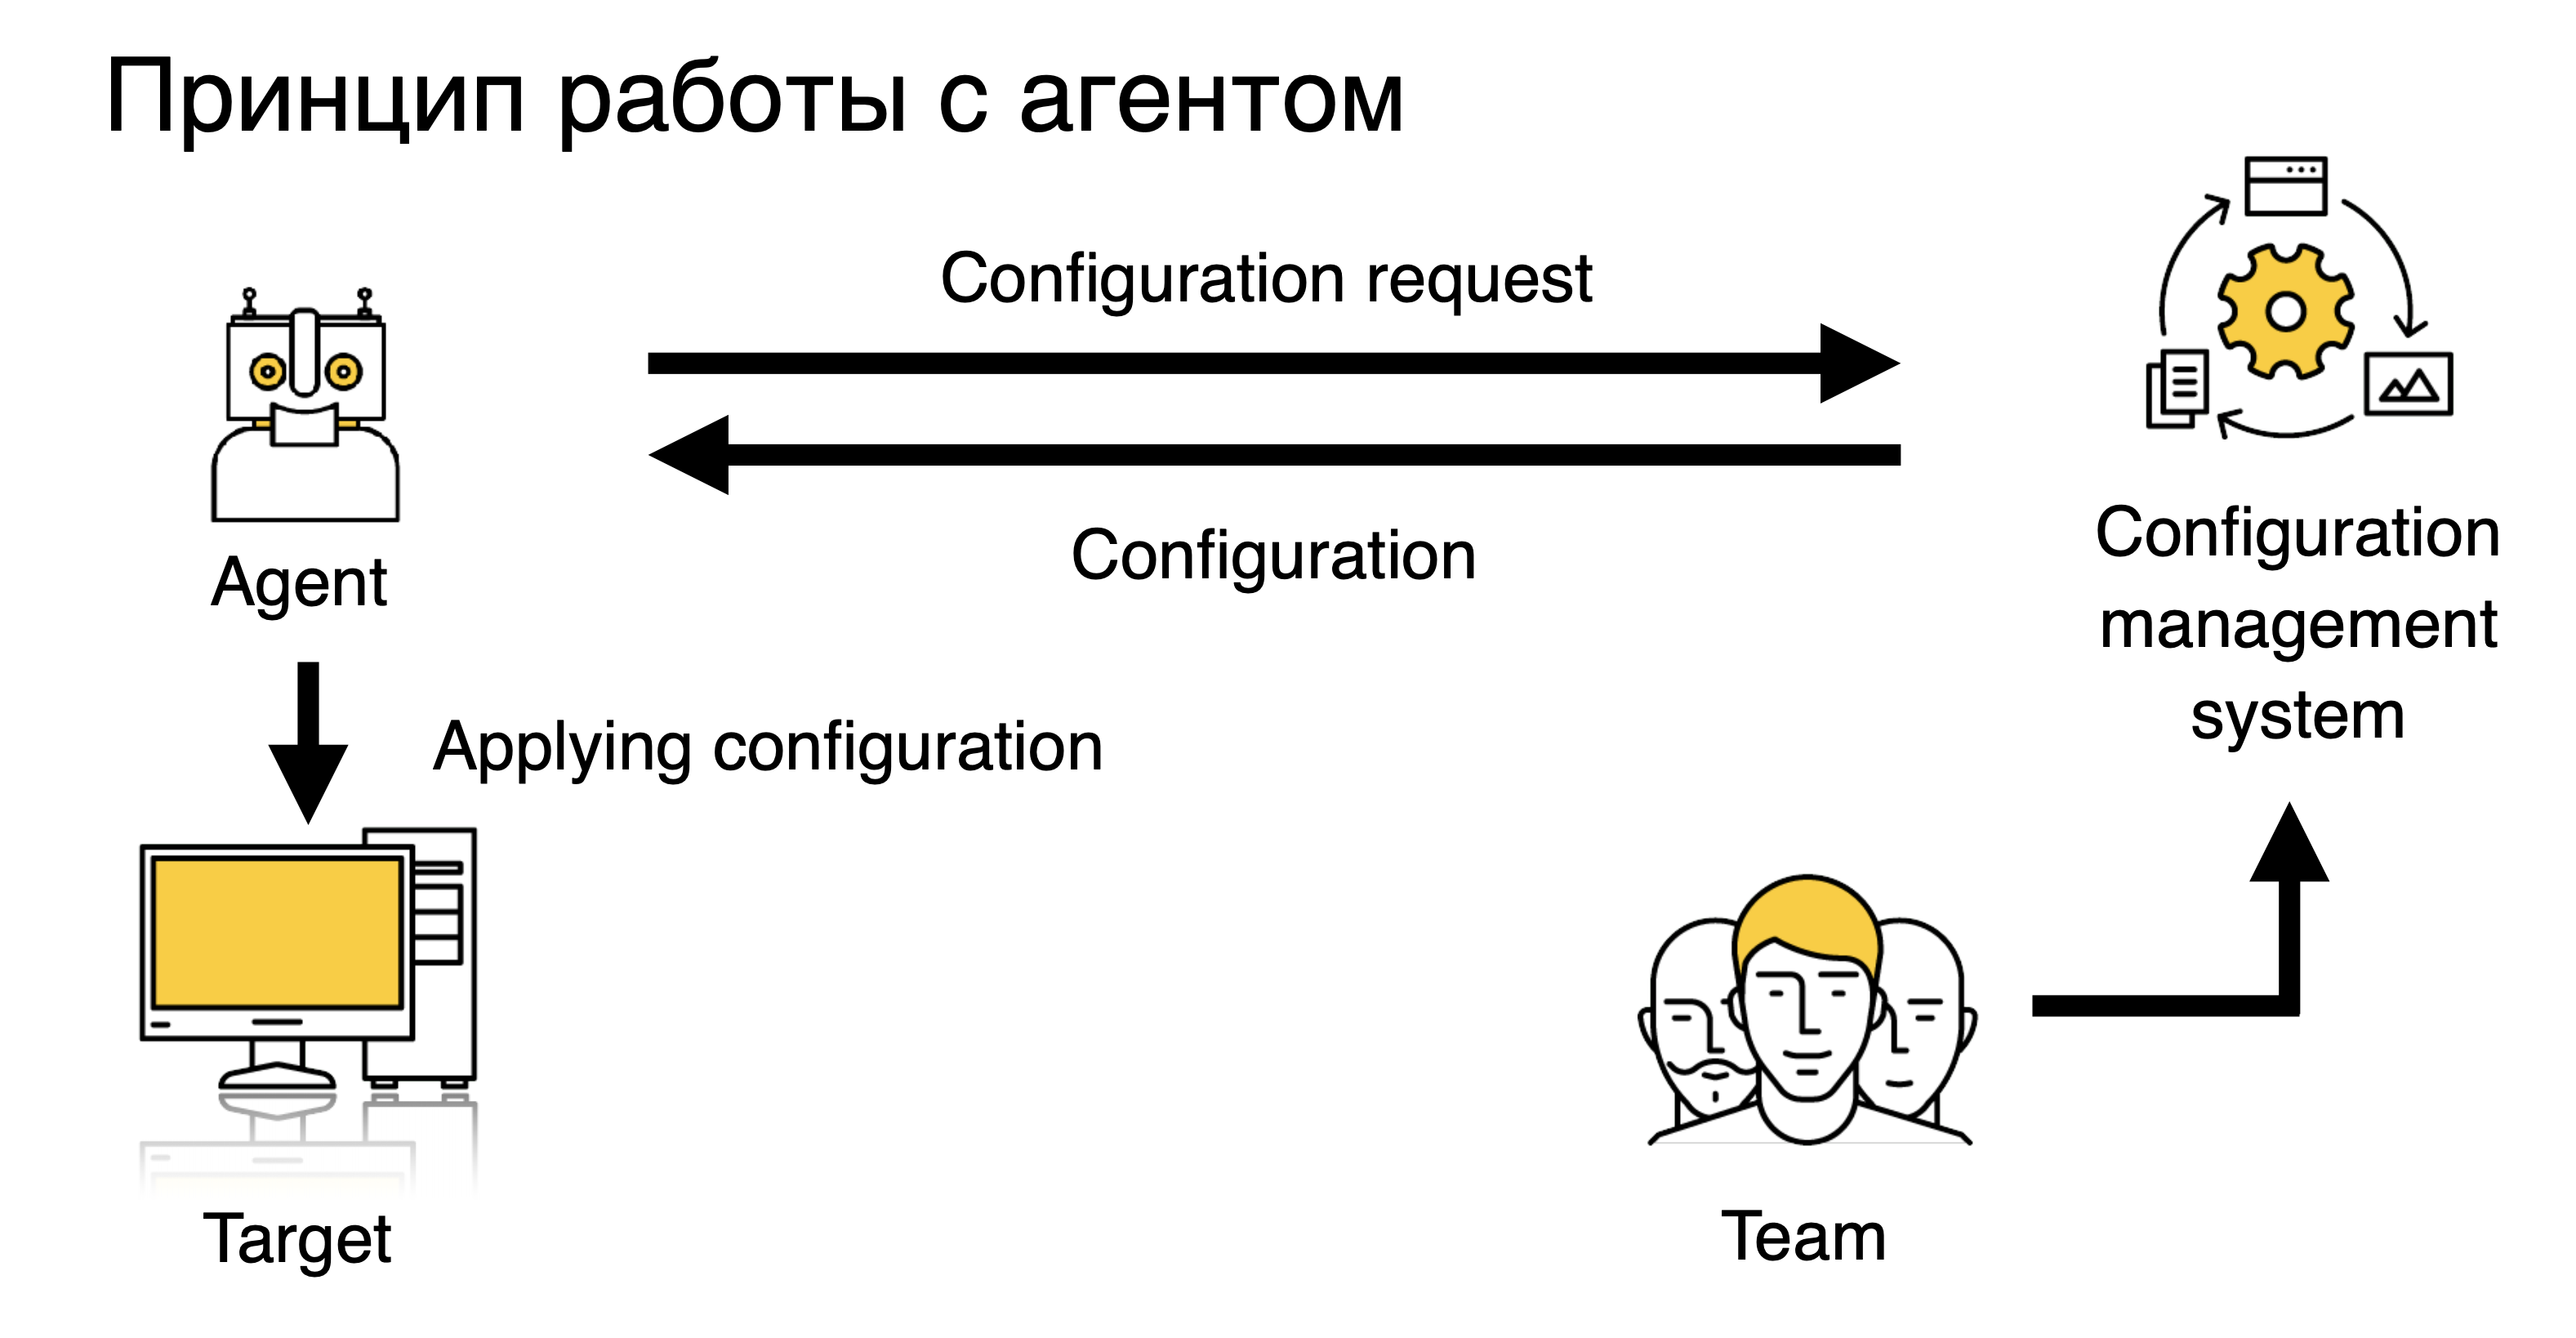 Принцип работы с агентом
Configuration request
Configuration
Agent
Configuration
management
system
Applying configuration
Target
Team